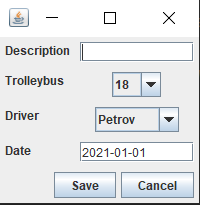 Description
Trolleybus 18
Driver Petrov
Date 2021-01-01
Save Cancel